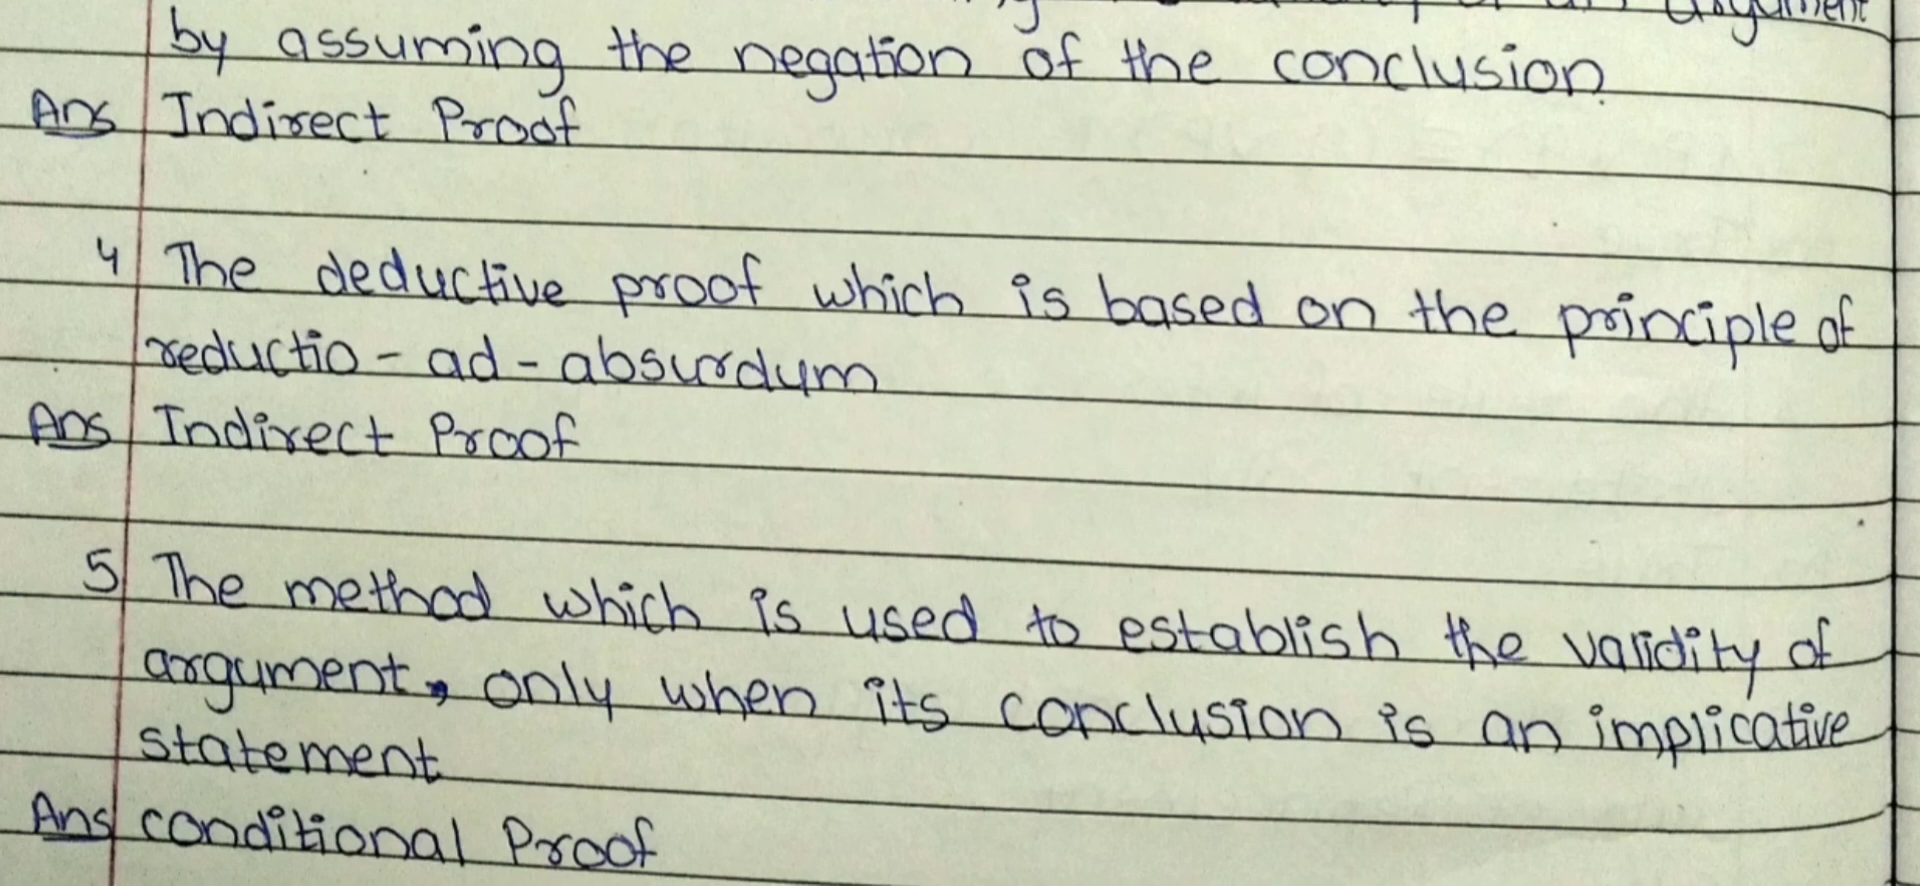 argument
by assuming the negation of the conclusion.
Ans Indirect Proof
4 The deductive proof which is based on the principle of
reductio - ad - absurdum
Ans Indirect Proof
5 The method which is used to establish the validity of
argument, only when its conclusion is an implicative
statement
Ans conditional Proof